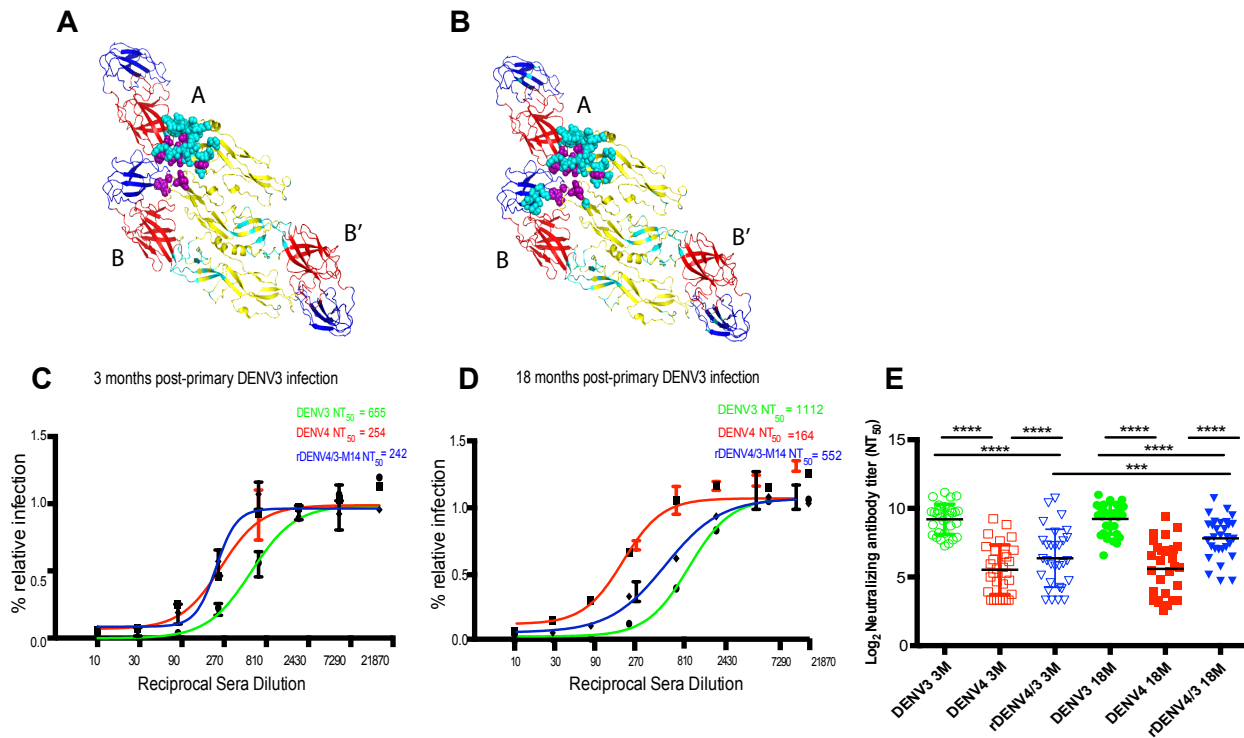 A
B
A
A
B
B'
B
B'
C
3 months post-primary DENV3 infection
DENV3 NT50 = 655
DENV4 NT50 = 254
rDENV4/3-M14 NT50 = 242
% relative infection
1.5
1.0
0.5
0.0
10 30 90 270 810 2430 7290 21870
Reciprocal Sera Dilution
D
18 months post-primary DENV3 infection
DENV3 NT50 = 1112
DENV4 NT50 =164
rDENV4/3-M14 NT50 = 552
% relative infection
1.5
1.0
0.5
0.0
10 30 90 270 810 2430 7290 21870
Reciprocal Sera Dilution
E
**** **** **** ****
**** ****
***
Log2 Neutralizing antibody titer (NT50)
15
10
5
0
DENV3 3M
DENV4 3M
rDENV4/3 3M
DENV3 18M
DENV4 18M
rDENV4/3 18M